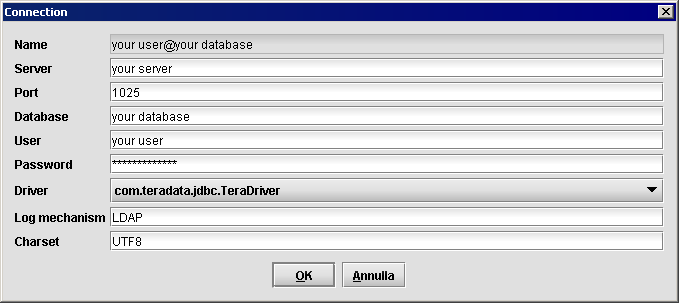 Connection
Name your user@your database
Server your server
Port 1025
Database your database
User your user
Password *************
Driver com.teradata.jdbc.TeraDriver
Log mechanism LDAP
Charset UTF8
OK Annulla